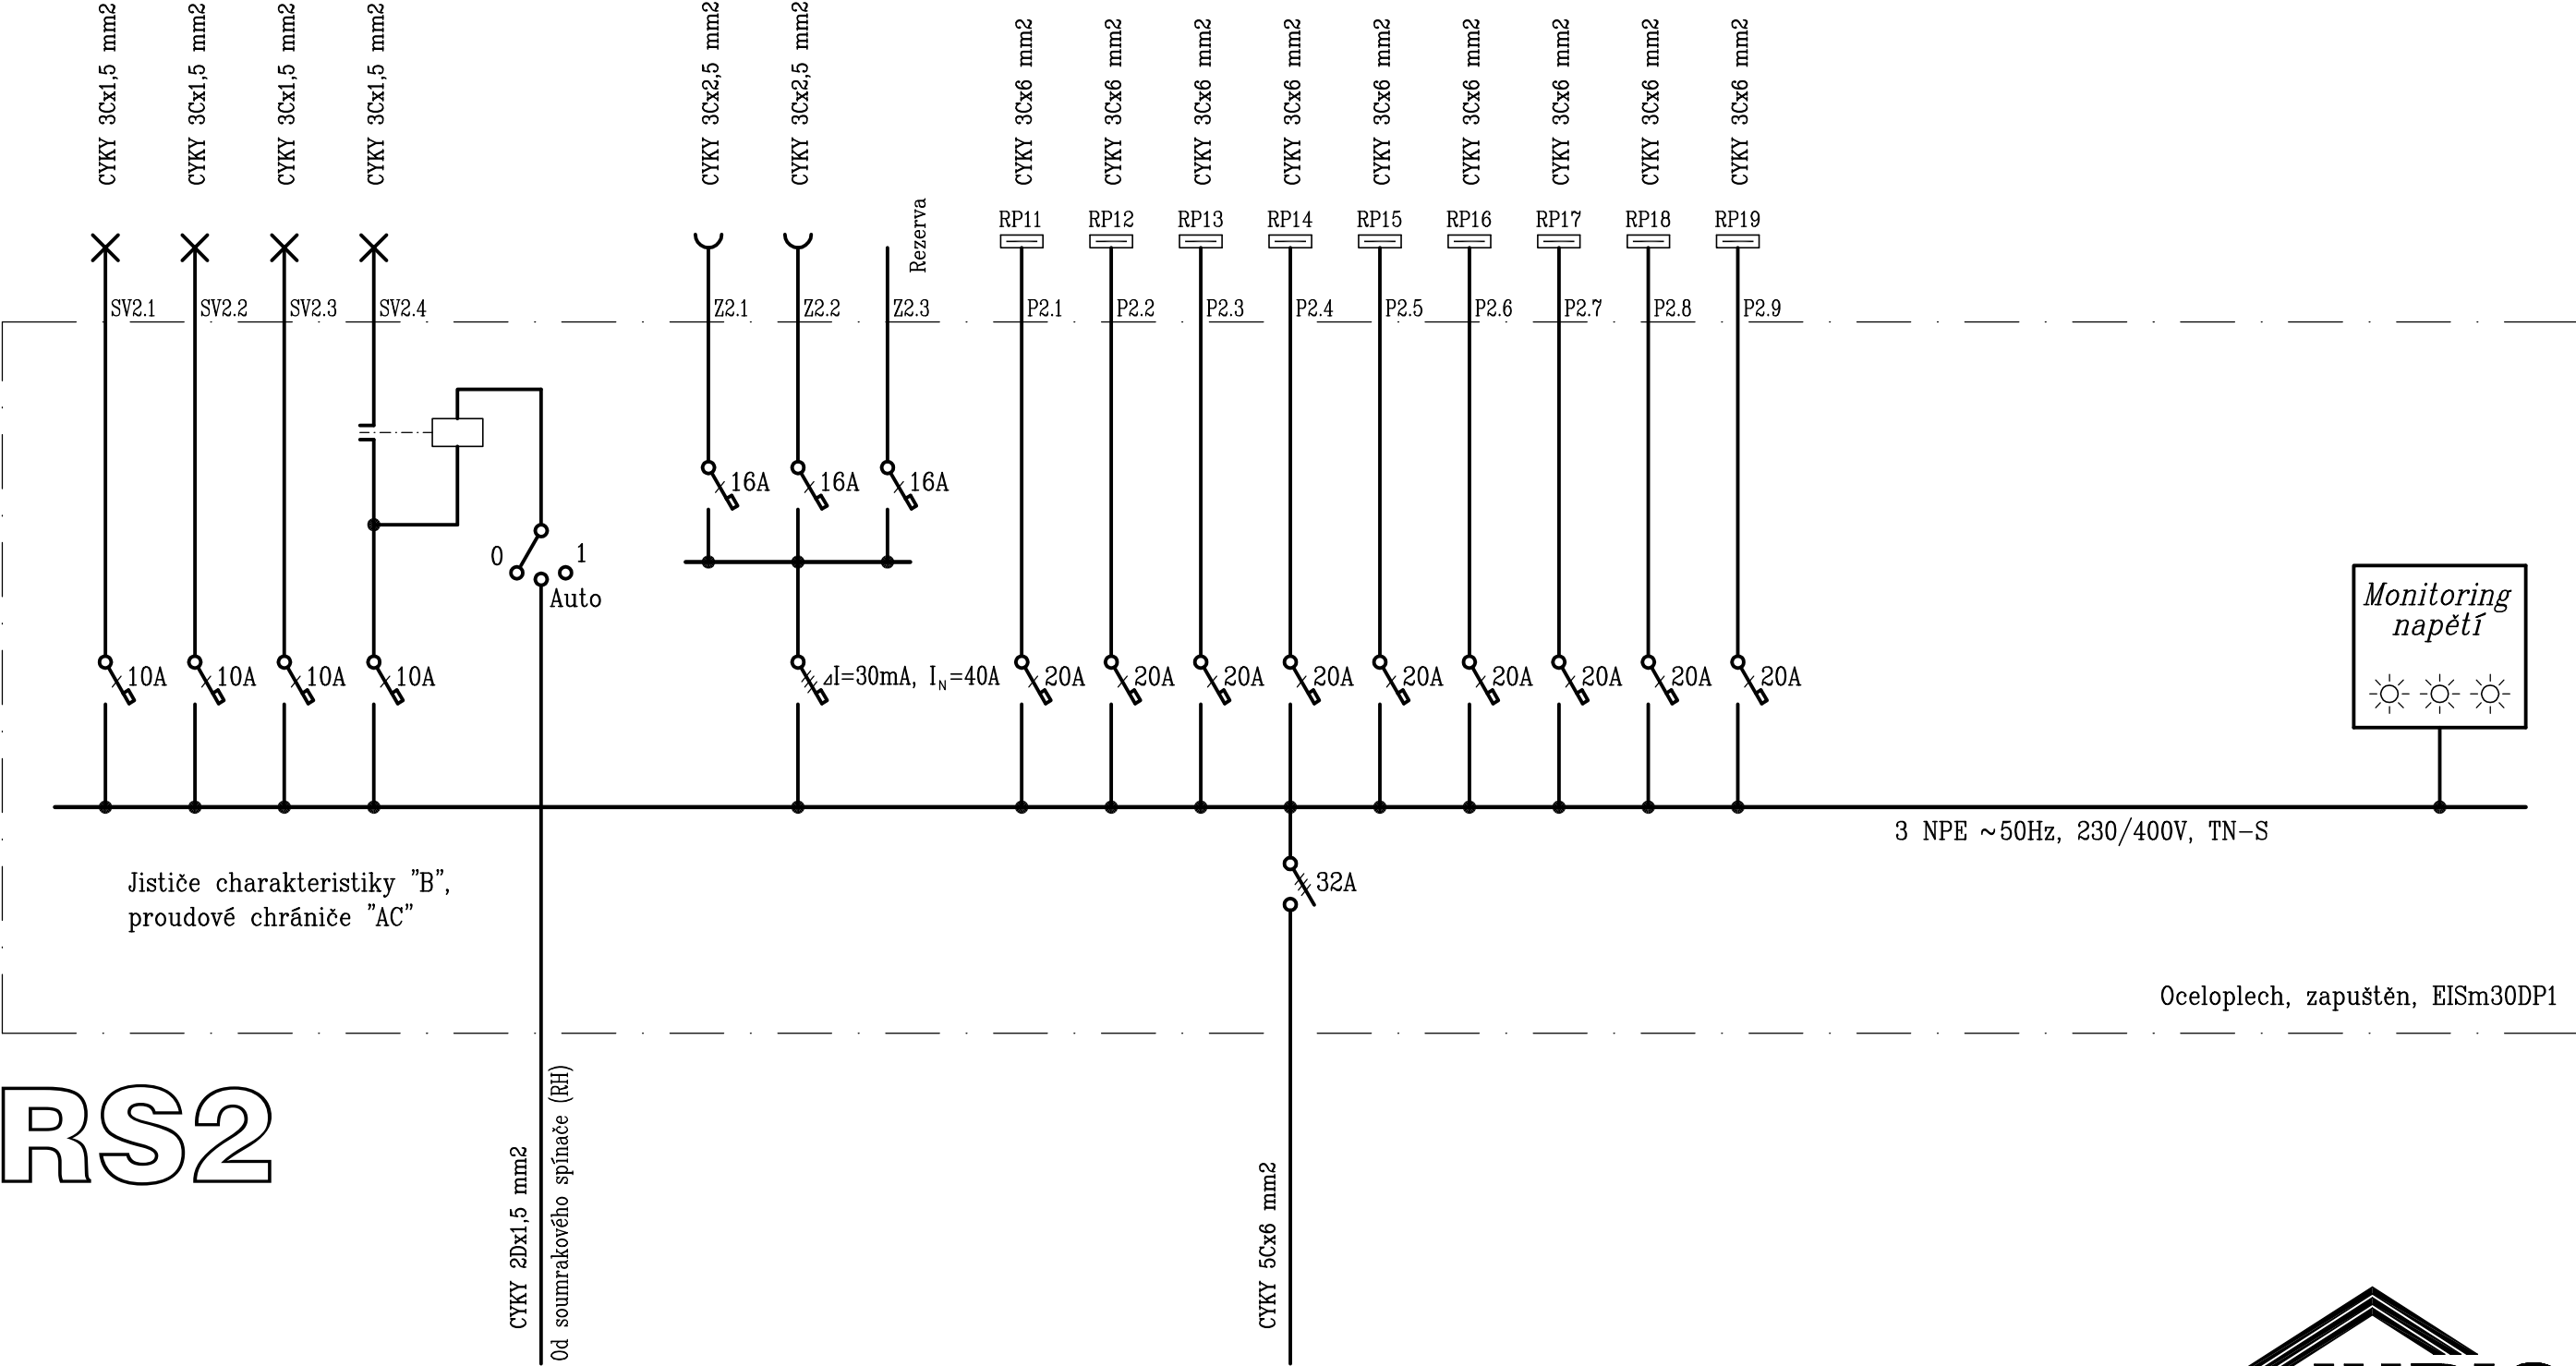 CYKY 3Cx1,5 mm2
CYKY 3Cx1,5 mm2
CYKY 3Cx1,5 mm2
CYKY 3Cx1,5 mm2
CYKY 3Cx2,5 mm2
CYKY 3Cx2,5 mm2
Rezerva
CYKY 3Cx6 mm2
CYKY 3Cx6 mm2
CYKY 3Cx6 mm2
CYKY 3Cx6 mm2
CYKY 3Cx6 mm2
CYKY 3Cx6 mm2
CYKY 3Cx6 mm2
CYKY 3Cx6 mm2
CYKY 3Cx6 mm2
RP11 RP12 RP13 RP14 RP15 RP16 RP17 RP18 RP19
SV2.1 SV2.2 SV2.3 SV2.4 Z2.1 Z2.2 Z2.3 P2.1 P2.2 P2.3 P2.4 P2.5 P2.6 P2.7 P2.8 P2.9
16A 16A 16A
0 1
Auto
Monitoring
napětí
10A 10A 10A 10A ⊿I=30mA, IN=40A 20A 20A 20A 20A 20A 20A 20A 20A 20A
3 NPE ~50Hz, 230/400V, TN-S
Jističe charakteristiky "B",
proudové chrániče "AC"
32A
Oceloplech, zapuštěn, EISm30DP1
RS2
CYKY 2Dx1,5 mm2
Od soumrakového spínače (RH)
CYKY 5Cx6 mm2